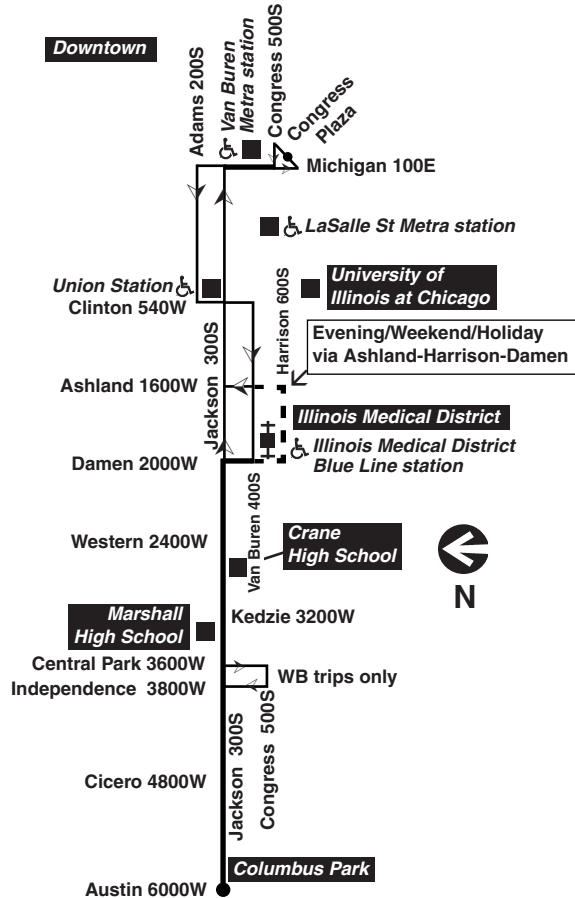 Downtown
Adams 200S
Van Buren
Metra station
Congress 500S
Congress
Plaza
Michigan 100E
LaSalle St Metra station
Union Station
Clinton 540W
University of
Illinois at Chicago
Harrison 600S
Evening/Weekend/Holiday
via Ashland-Harrison-Damen
Jackson 300S
Ashland 1600W
Illinois Medical District
Illinois Medical District
Blue Line station
Damen 2000W
Van Buren 400S
Western 2400W
Crane
High School
N
Marshall
High School
Kedzie 3200W
Central Park 3600W
Independence 3800W
WB trips only
Jackson 300S
Congress 500S
Cicero 4800W
Columbus Park
Austin 6000W